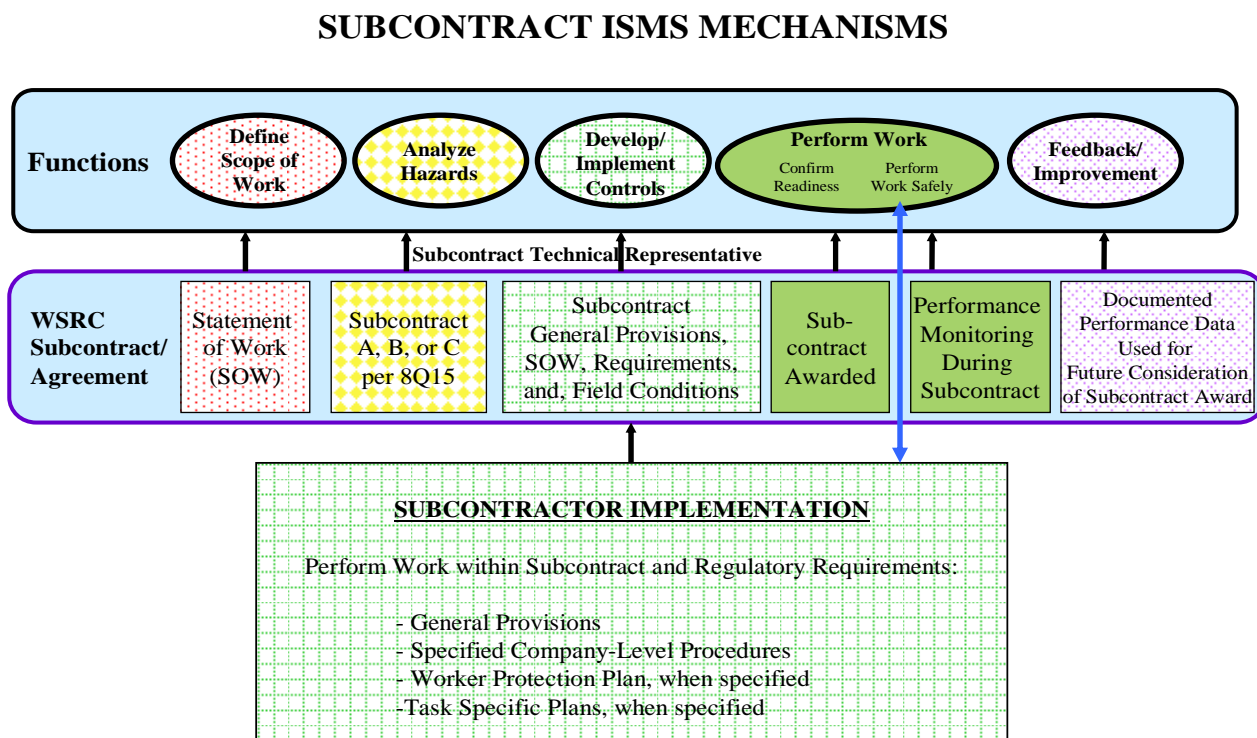 SUBCONTRACT ISMS MECHANISMS
Functions
Define
Scope of
Work
Analyze
Hazards
Develop/
Implement
Controls
Perform Work
Confirm
Readiness
Perform
Work Safely
Feedback/
Improvement
Subcontract Technical Representative
WSRC
Subcontract/
Agreement
Statement
of Work
(SOW)
Subcontract
A, B, or C
per 8Q15
Subcontract
General Provisions,
SOW, Requirements,
and, Field Conditions
Sub-
contract
Awarded
Performance
Monitoring
During
Subcontract
Documented
Performance Data
Used for
Future Consideration
of Subcontract Award
SUBCONTRACTOR IMPLEMENTATION
Perform Work within Subcontract and Regulatory Requirements:
- General Provisions
- Specified Company-Level Procedures
- Worker Protection Plan, when specified
-Task Specific Plans, when specified